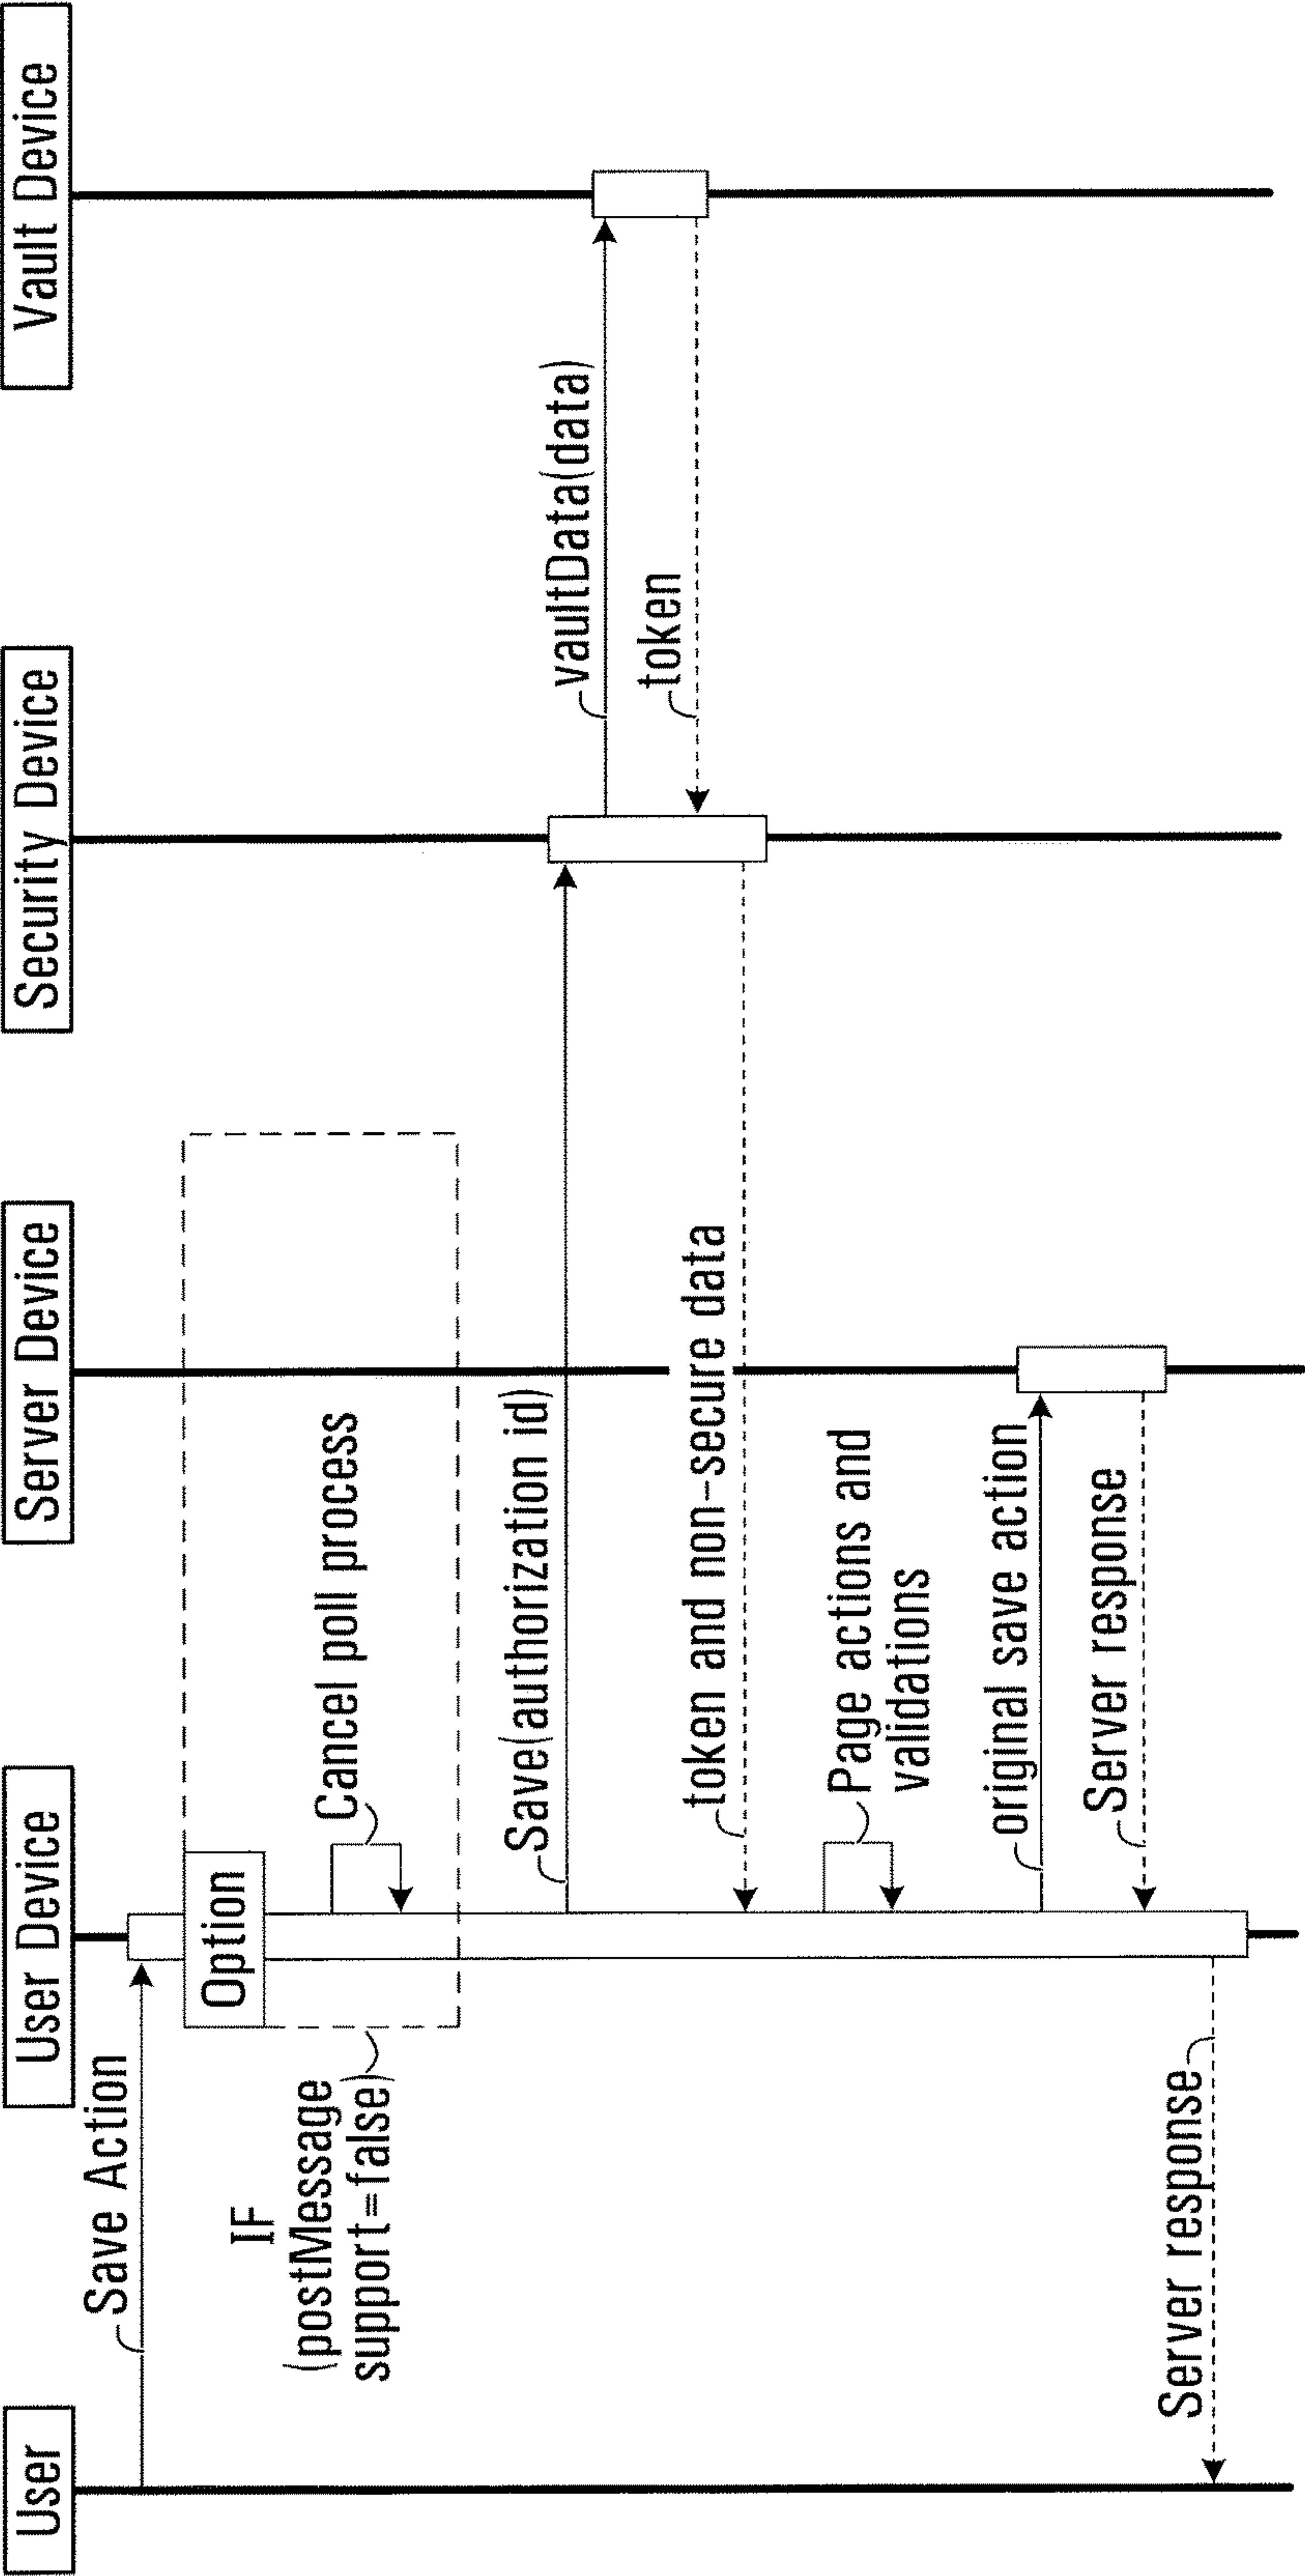 User
User Device
Server Device
Security Device
Vault Device
Save Action
Option
IF
(postMessage
support=false)
Cancel poll process
Save(authorization id)
vaultData(data)
token
token and non-secure data
Page actions and
validations
original save action
Server response
Server response